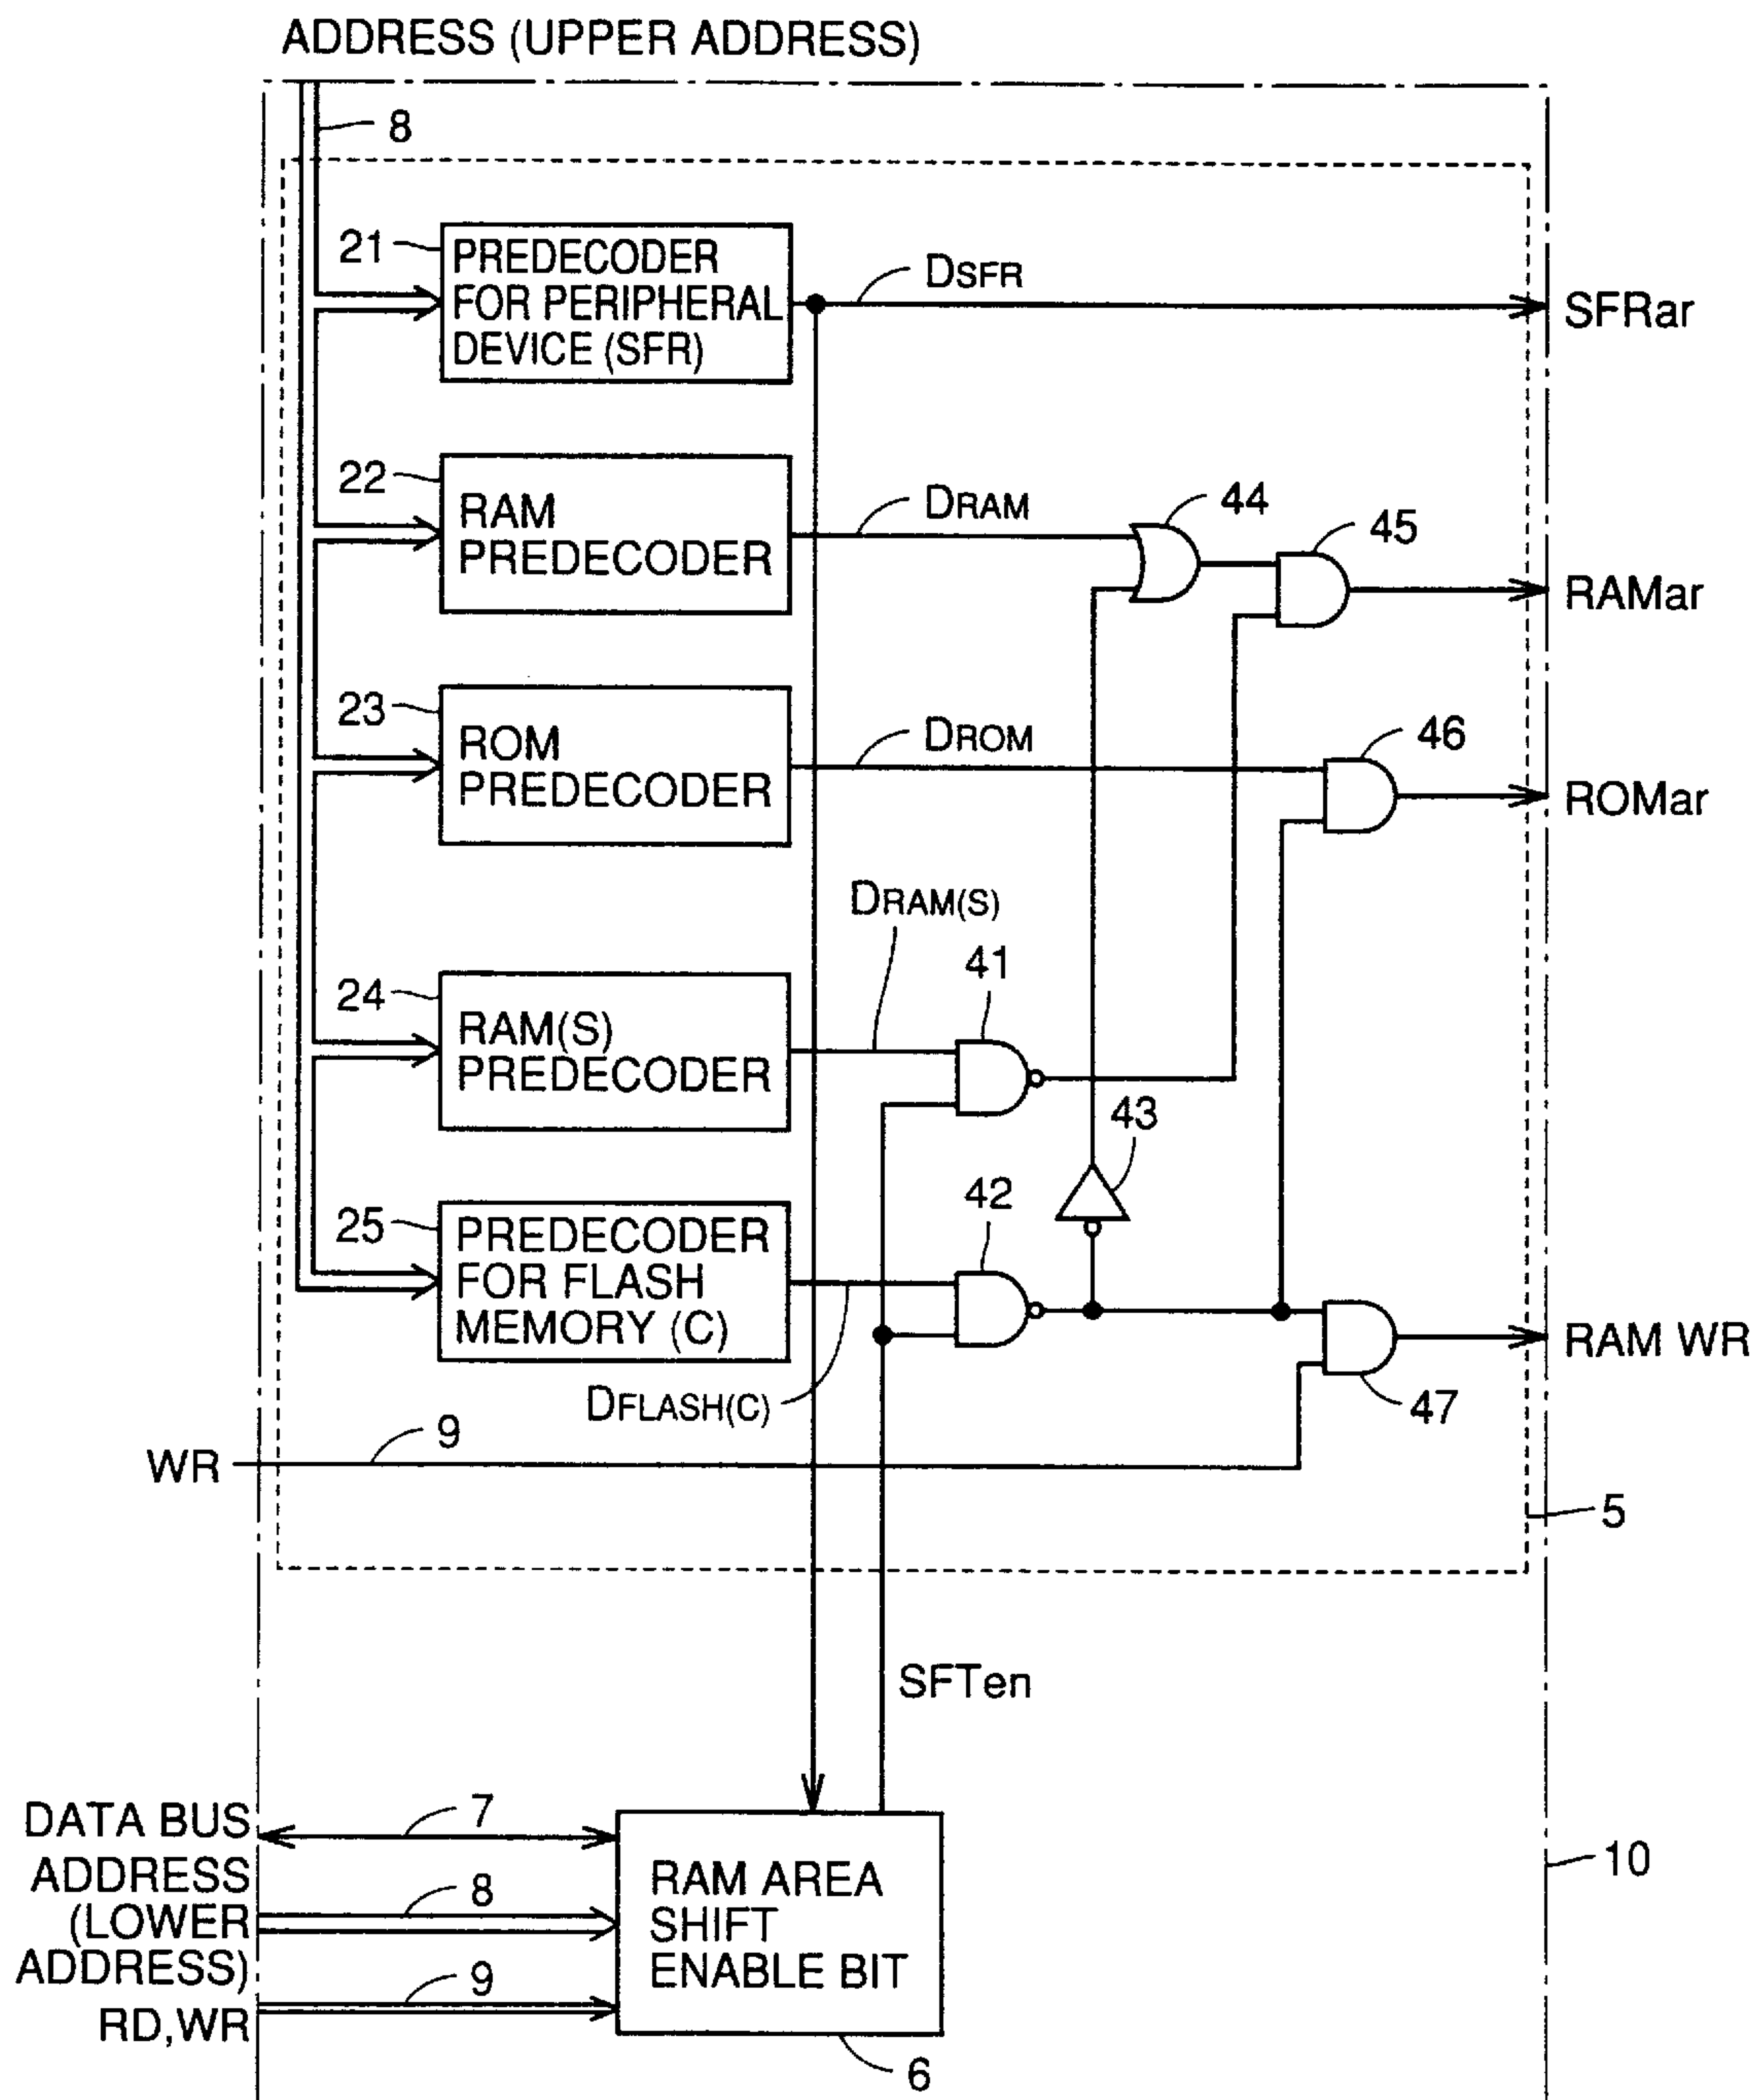 ADDRESS (UPPER ADDRESS)
8
21
PREDECODER
FOR PERIPHERAL
DEVICE (SFR)
DSFR
SFRar
22
RAM
PREDECODER
DRAM
44
45
RAMar
23
ROM
PREDECODER
DROM
46
ROMar
DRAM(S)
24
RAM(S)
PREDECODER
41
43
25
PREDECODER
FOR FLASH
MEMORY (C)
42
DFLASH(C)
RAM WR
47
WR
9
5
SFTen
DATA BUS
7
ADDRESS
(LOWER
ADDRESS)
8
RD,WR
9
RAM AREA
SHIFT
ENABLE BIT
6
10